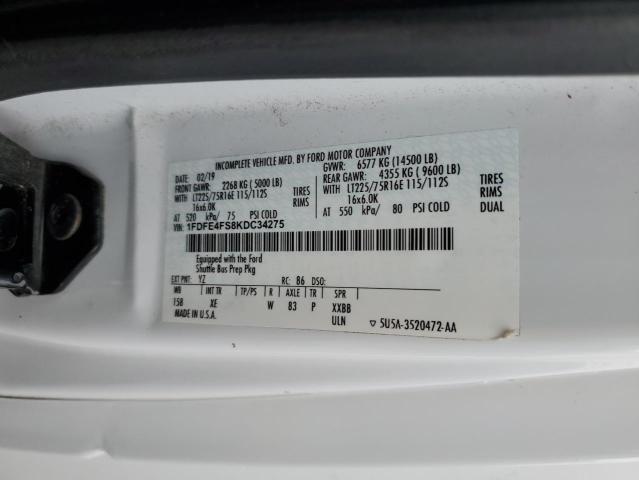 INCOMPLETE VEHICLE MFD. BY FORD MOTOR COMPANY
DATE: 02/19 GVWR: 6577 KG (14500 LB)
FRONT GAWR: 2268 KG ( 5000 LB) REAR GAWR: 4355 KG ( 9600 LB)
WITH LT225/75R16E 115/112S TIRES WITH LT225/75R16E 115/112S TIRES
16x6.0K RIMS 16x6.0K RIMS
AT 520 kPa/ 75 PSI COLD AT 550 kPa/ 80 PSI COLD DUAL
VIN: 1FDFE4FS8KDC34275
Equipped with the Ford
Shuttle Bus Prep Pkg
EXT PNT: YZ RC: 86 DSO:
WB INT TR TP/PS R AXLE TR SPR
158 XE W 83 P XXBB
MADE IN U.S.A. ULN ▽ 5U5A-3520472-AA